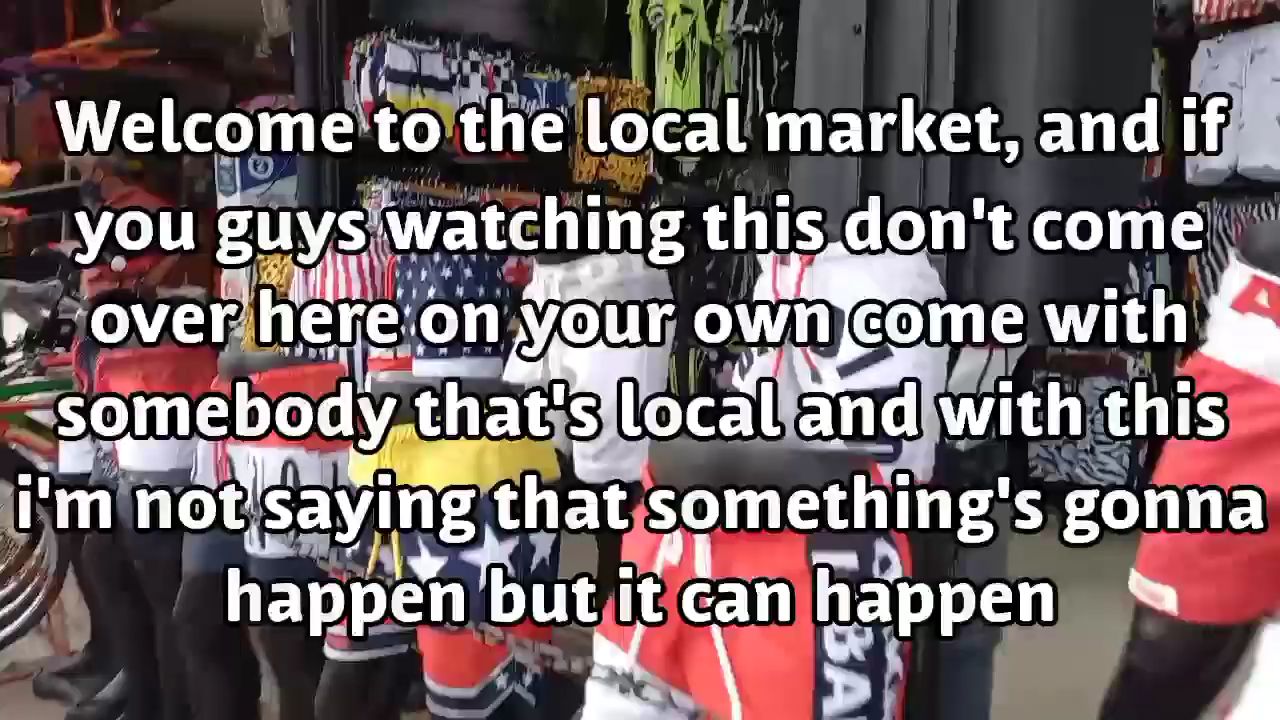 Welcome to the local market, and if
you guys watching this don't come
over here on your own come with
somebody that's local and with this
i'm not saying that something's gonna
happen but it can happen